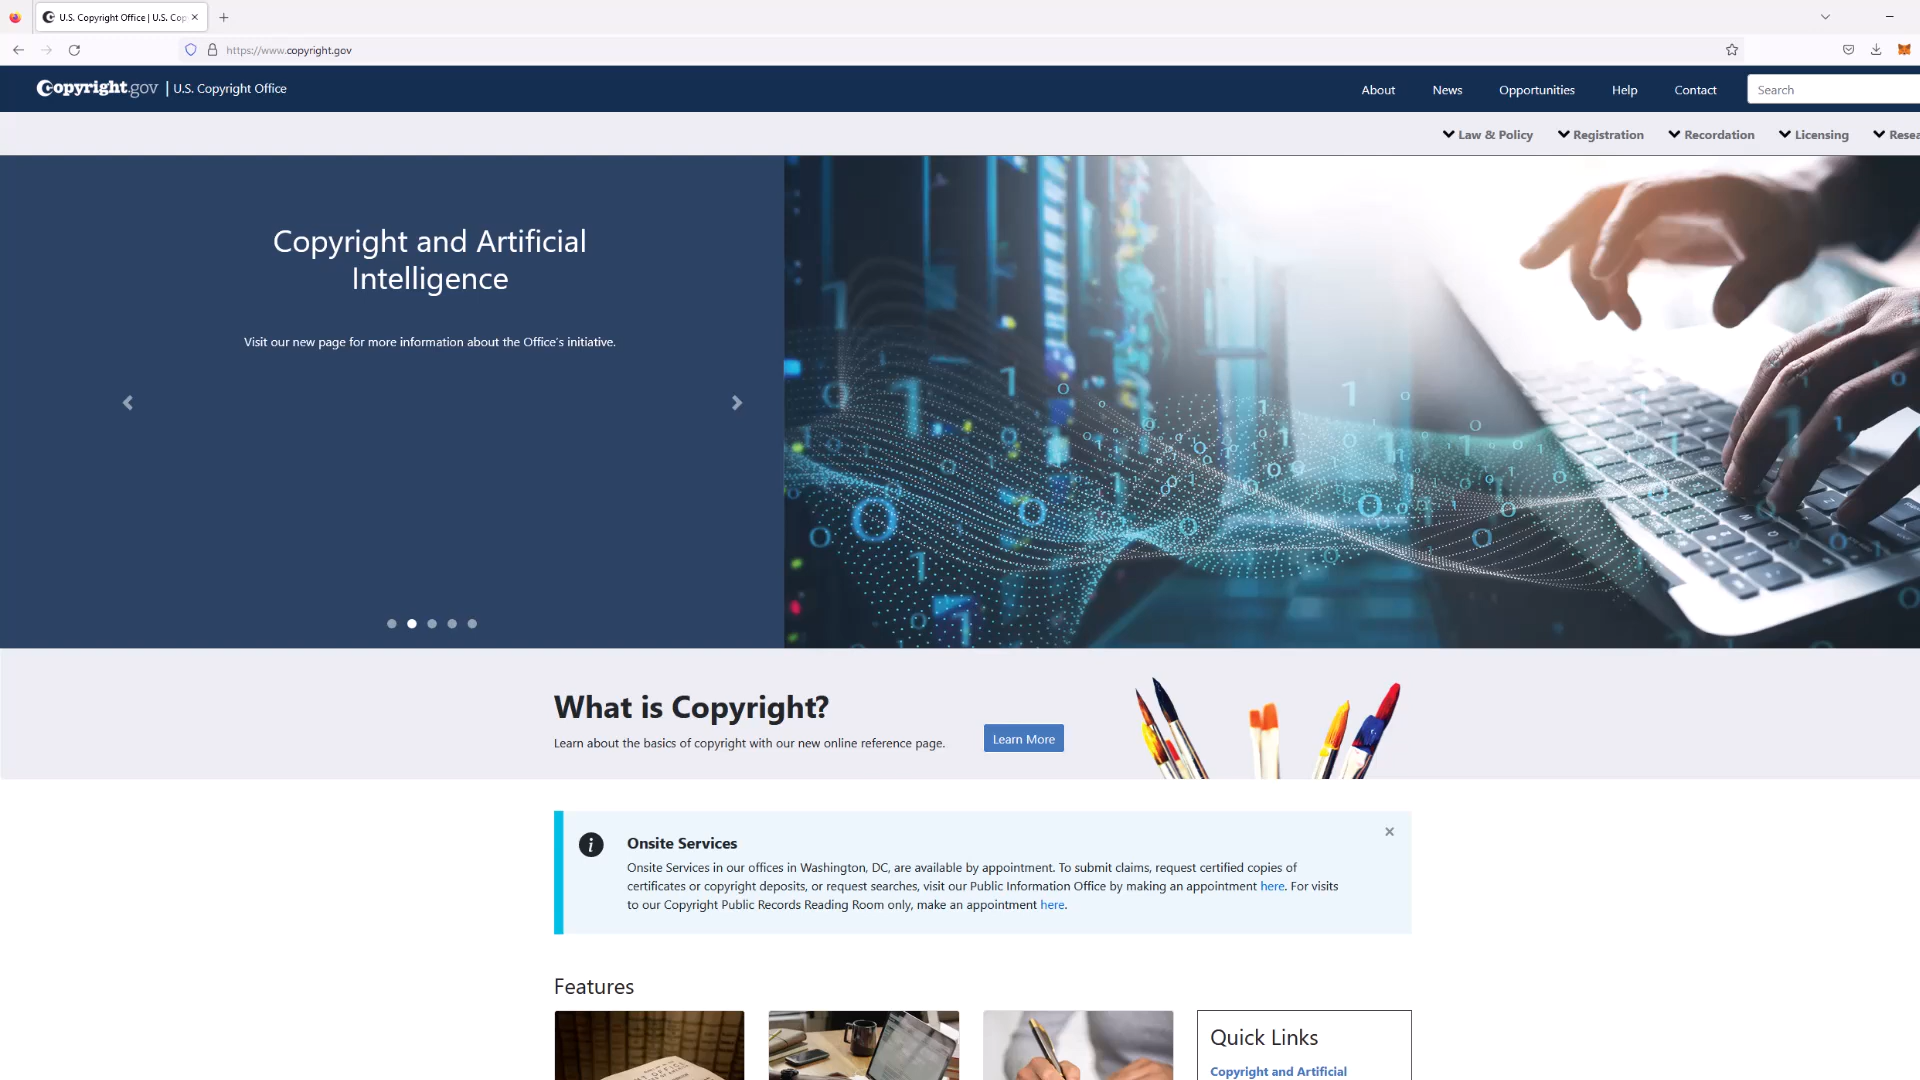 U.S. Copyright Office | U.S. Cop
https://www.copyright.gov
Copyright.gov | U.S. Copyright Office
About News Opportunities Help Contact Search
Law & Policy Registration Recordation Licensing Resea
Copyright and Artificial
Intelligence
Visit our new page for more information about the Office's initiative.
What is Copyright?
Learn about the basics of copyright with our new online reference page.
Learn More
Onsite Services
Onsite Services in our offices in Washington, DC, are available by appointment. To submit claims, request certified copies of
certificates or copyright deposits, or request searches, visit our Public Information Office by making an appointment here. For visits
to our Copyright Public Records Reading Room only, make an appointment here.
Features
Quick Links
Copyright and Artificial